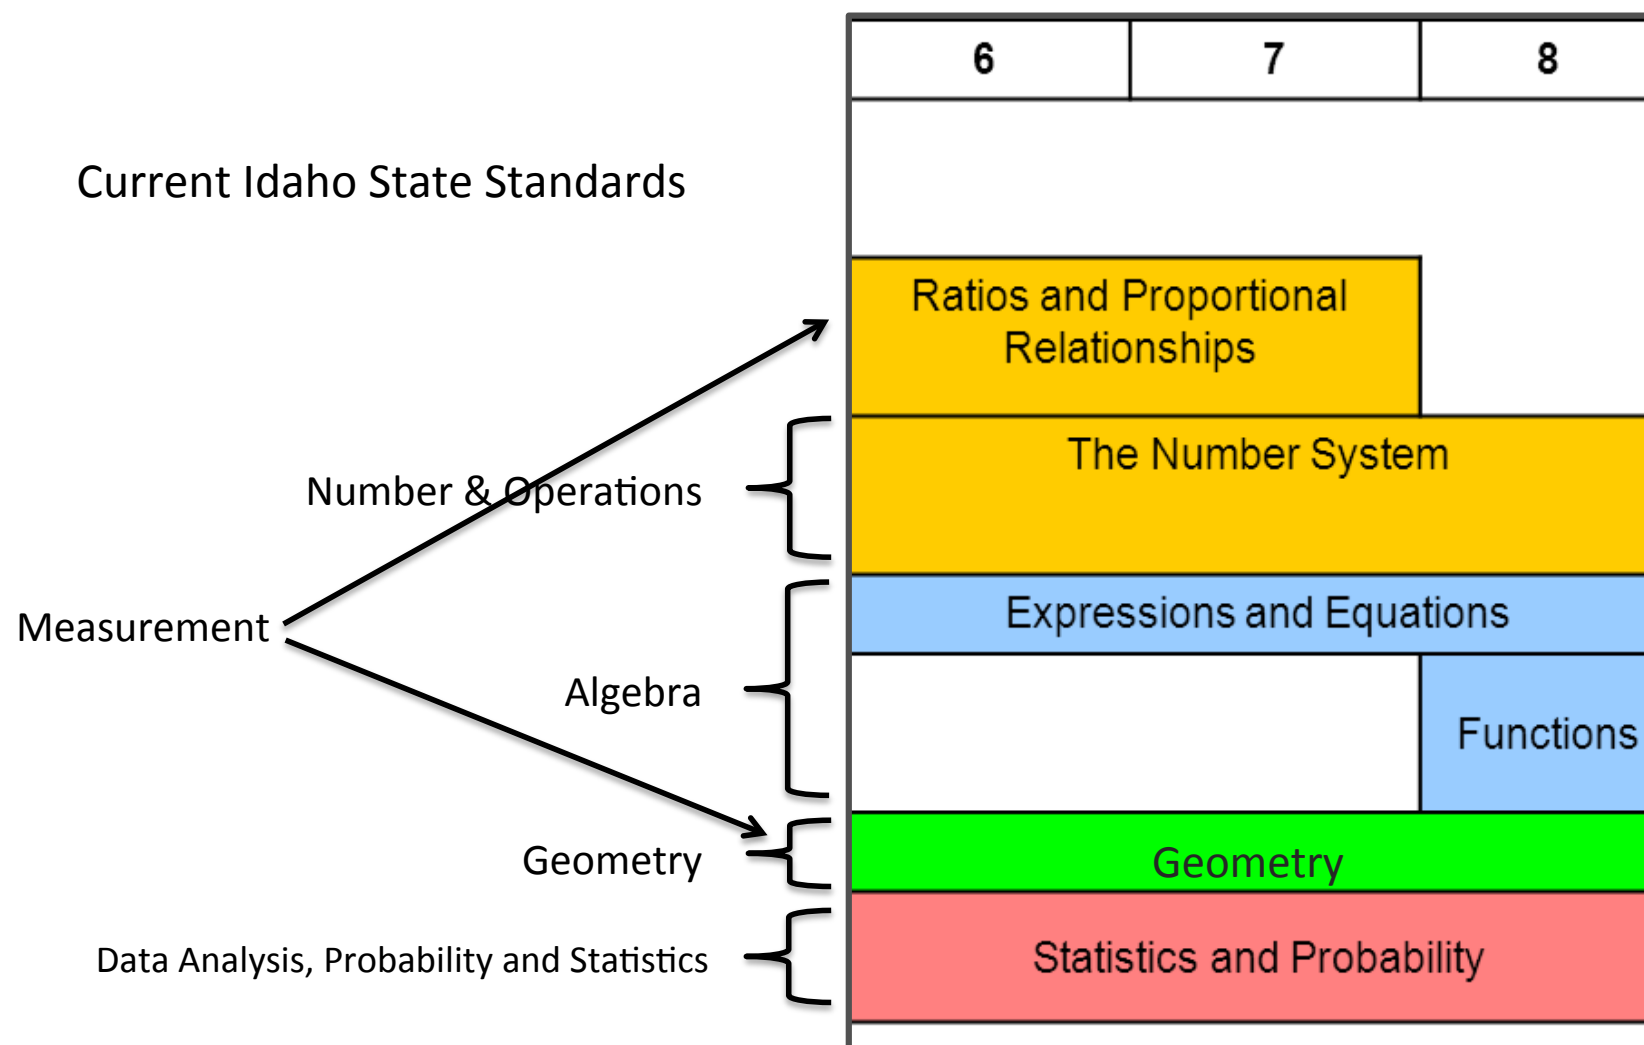 6 7 8
Current Idaho State Standards
Ratios and Proportional
Relationships
The Number System
Number & Operations
Expressions and Equations
Measurement
Algebra
Functions
Geometry
Geometry
Data Analysis, Probability and Statistics
Statistics and Probability